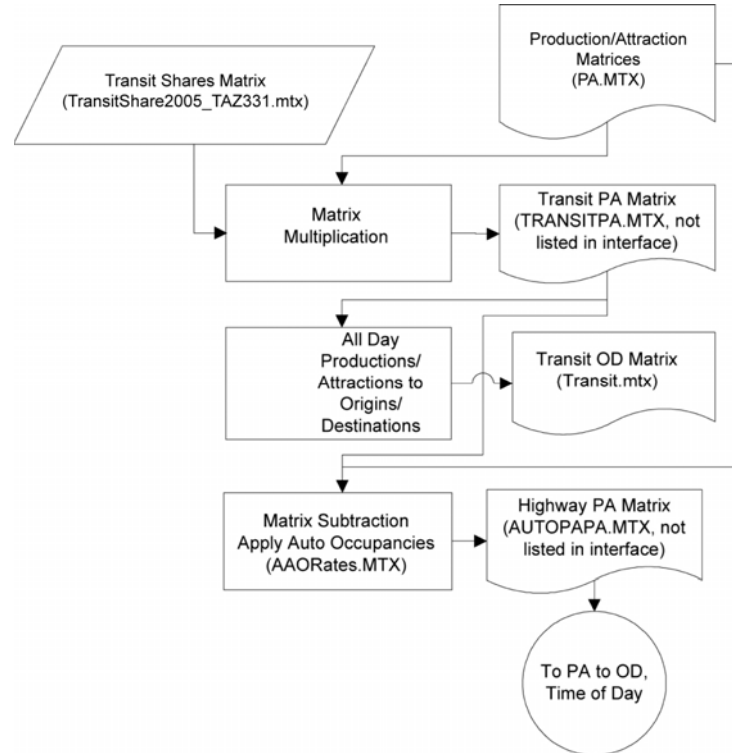 Transit Shares Matrix
(TransitShare2005_TAZ331.mtx)
Production/Attraction
Matrices
(PA.MTX)
Matrix
Multiplication
Transit PA Matrix
(TRANSITPA.MTX, not
listed in interface)
All Day
Productions/
Attractions to
Origins/
Destinations
Transit OD Matrix
(Transit.mtx)
Matrix Subtraction
Apply Auto Occupancies
(AAORates.MTX)
Highway PA Matrix
(AUTOPAPA.MTX, not
listed in interface)
To PA to OD,
Time of Day